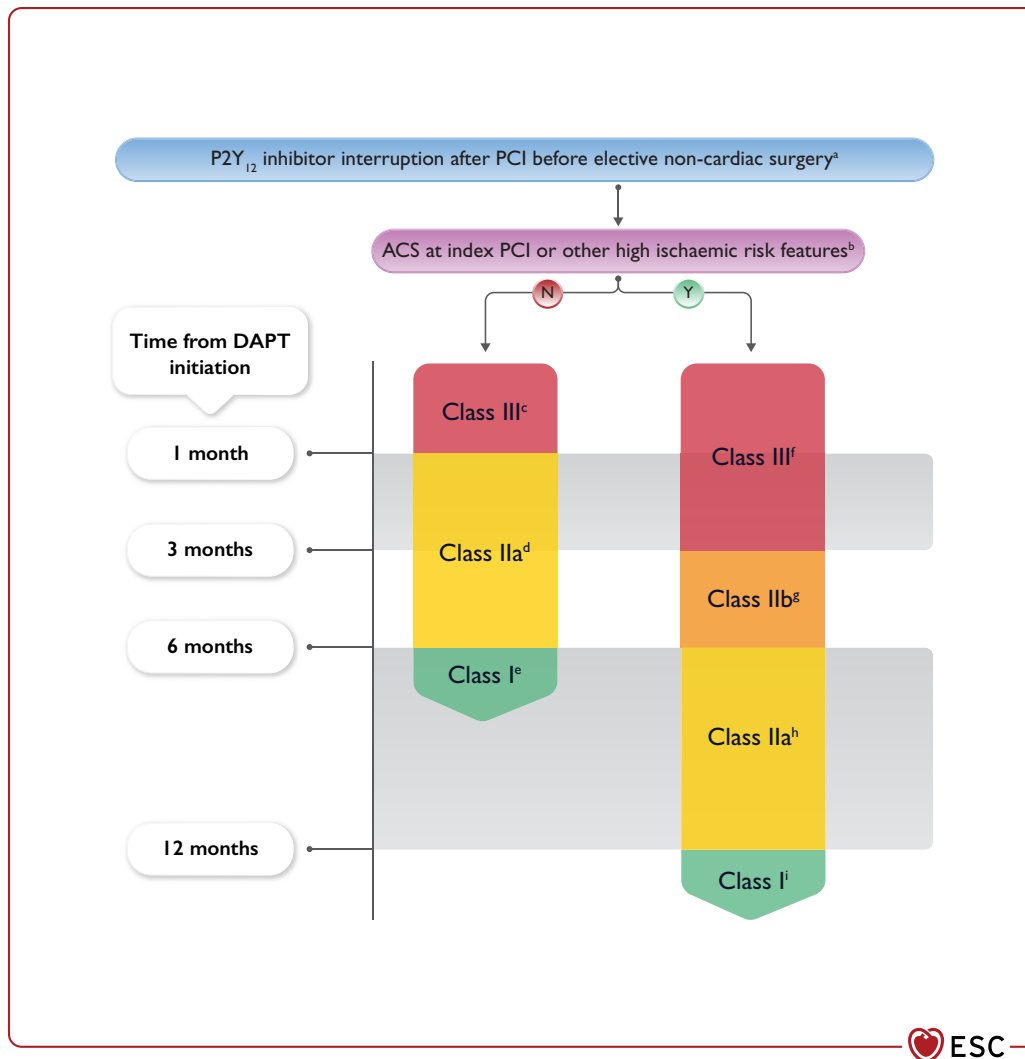 P2Y₁₂ inhibitor interruption after PCI before elective non-cardiac surgeryᵃ
ACS at index PCI or other high ischaemic risk featuresᵇ
N
Y
Time from DAPT
initiation
Class IIIᶜ
1 month
Class IIIᶠ
3 months
Class IIaᵈ
Class IIbᵍ
6 months
Class Iᵉ
Class IIaʰ
12 months
Class Iⁱ
ESC